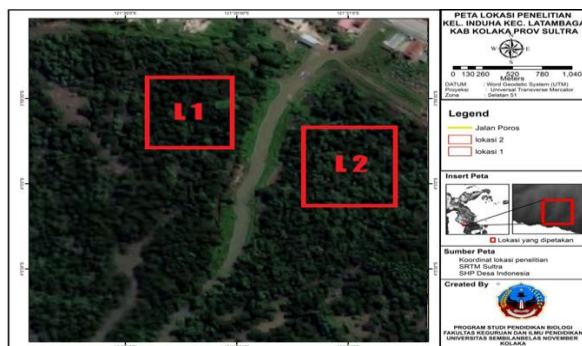 PETA LOKASI PENELITIAN
KEL. INDUHA KEC. LATAMBAGA
KAB KOLAKA PROV SULTRA
N
W
E
S
0 130 260 520 780 1,040
Meters
DATUM : Word Geodetic System (UTM)
Proyeksi : Universal Transverse Mercator
Zona : Selatan 51
Legend
Jalan Poros
lokasi 2
lokasi 1
Insert Peta
Lokasi yang dipetakan
Sumber Peta
Koordinat lokasi penelitian
SRTM Sultra
SHP Desa Indonesia
Created By
PROGRAM STUDI PENDIDIKAN BIOLOGI
FAKULTAS KEGURUAN DAN ILMU PENDIDIKAN
UNIVERSITAS SEMBILANBELAS NOVEMBER
KOLAKA
L1
L2